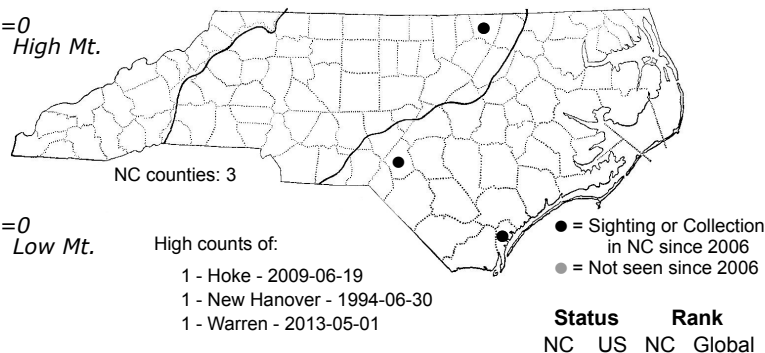 =0
High Mt.
NC counties: 3
=0
Low Mt.
High counts of:
1 - Hoke - 2009-06-19
1 - New Hanover - 1994-06-30
1 - Warren - 2013-05-01
= Sighting or Collection
in NC since 2006
= Not seen since 2006
Status Rank
NC US NC Global